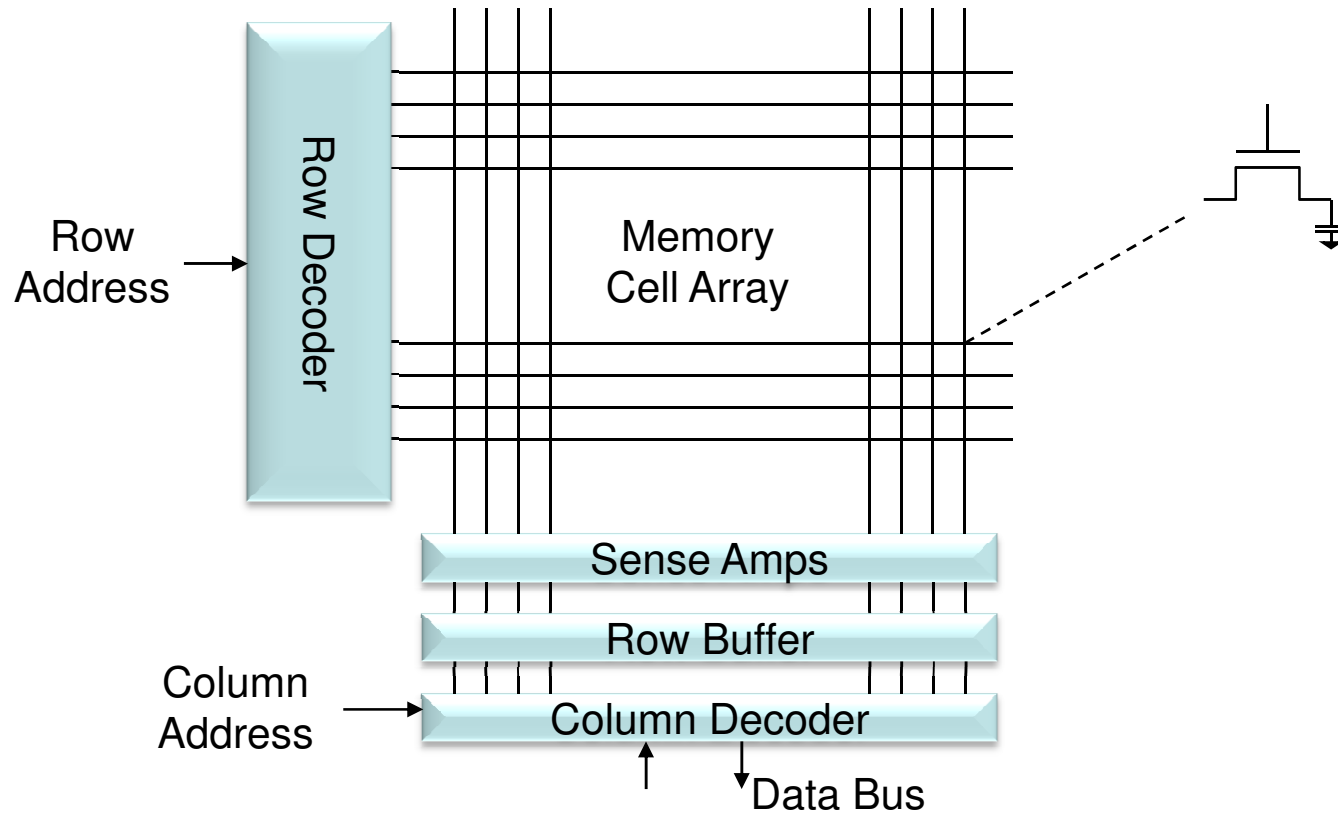 Row Decoder
Row
Address
Memory
Cell Array
Sense Amps
Row Buffer
Column
Address
Column Decoder
Data Bus